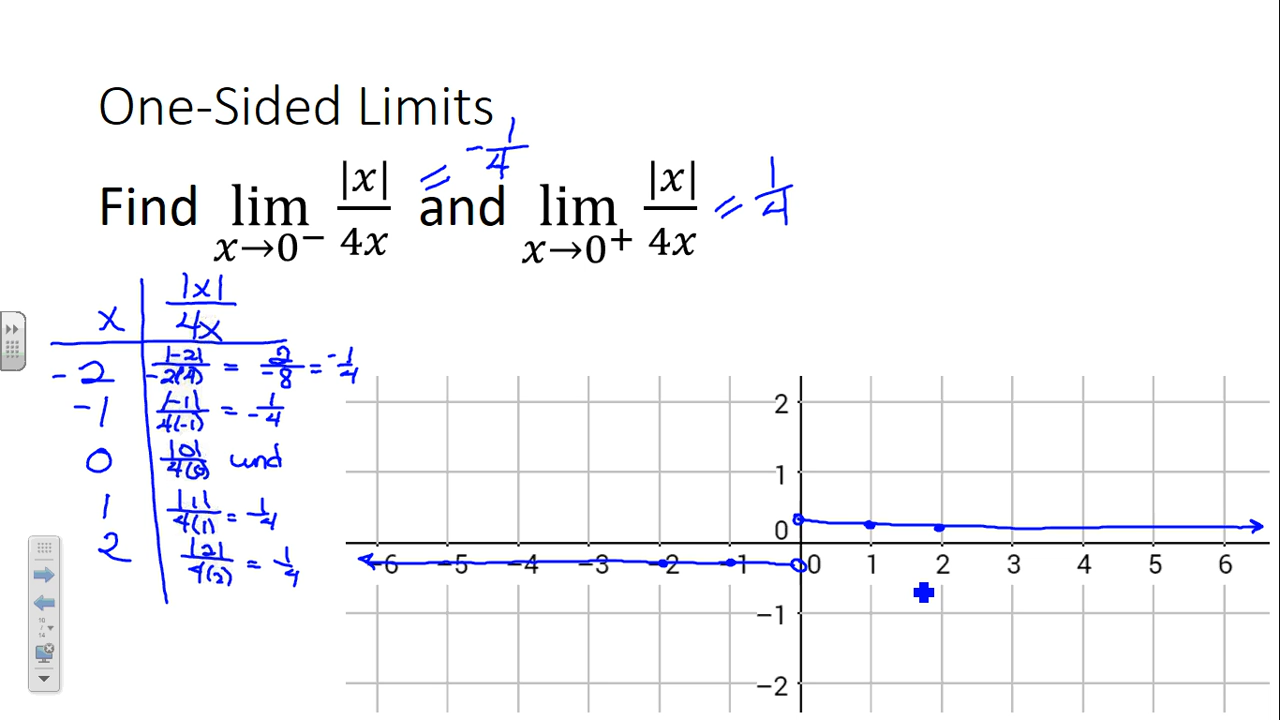 One-Sided Limits
Find lim x→0⁻ |x|/4x = -1/4 and lim x→0⁺ |x|/4x = 1/4
x | |x|/4x
-2 | |-2|/-2(4) = 2/-8 = -1/4
-1 | |-1|/4(-1) = -1/4
0 | |0|/4(0) und
1 | |1|/4(1) = 1/4
2 | |2|/4(2) = 1/4
2
1
0
−6 −5 −4 −3 −2 −1 0 1 2 3 4 5 6
−1
−2
10
/
14